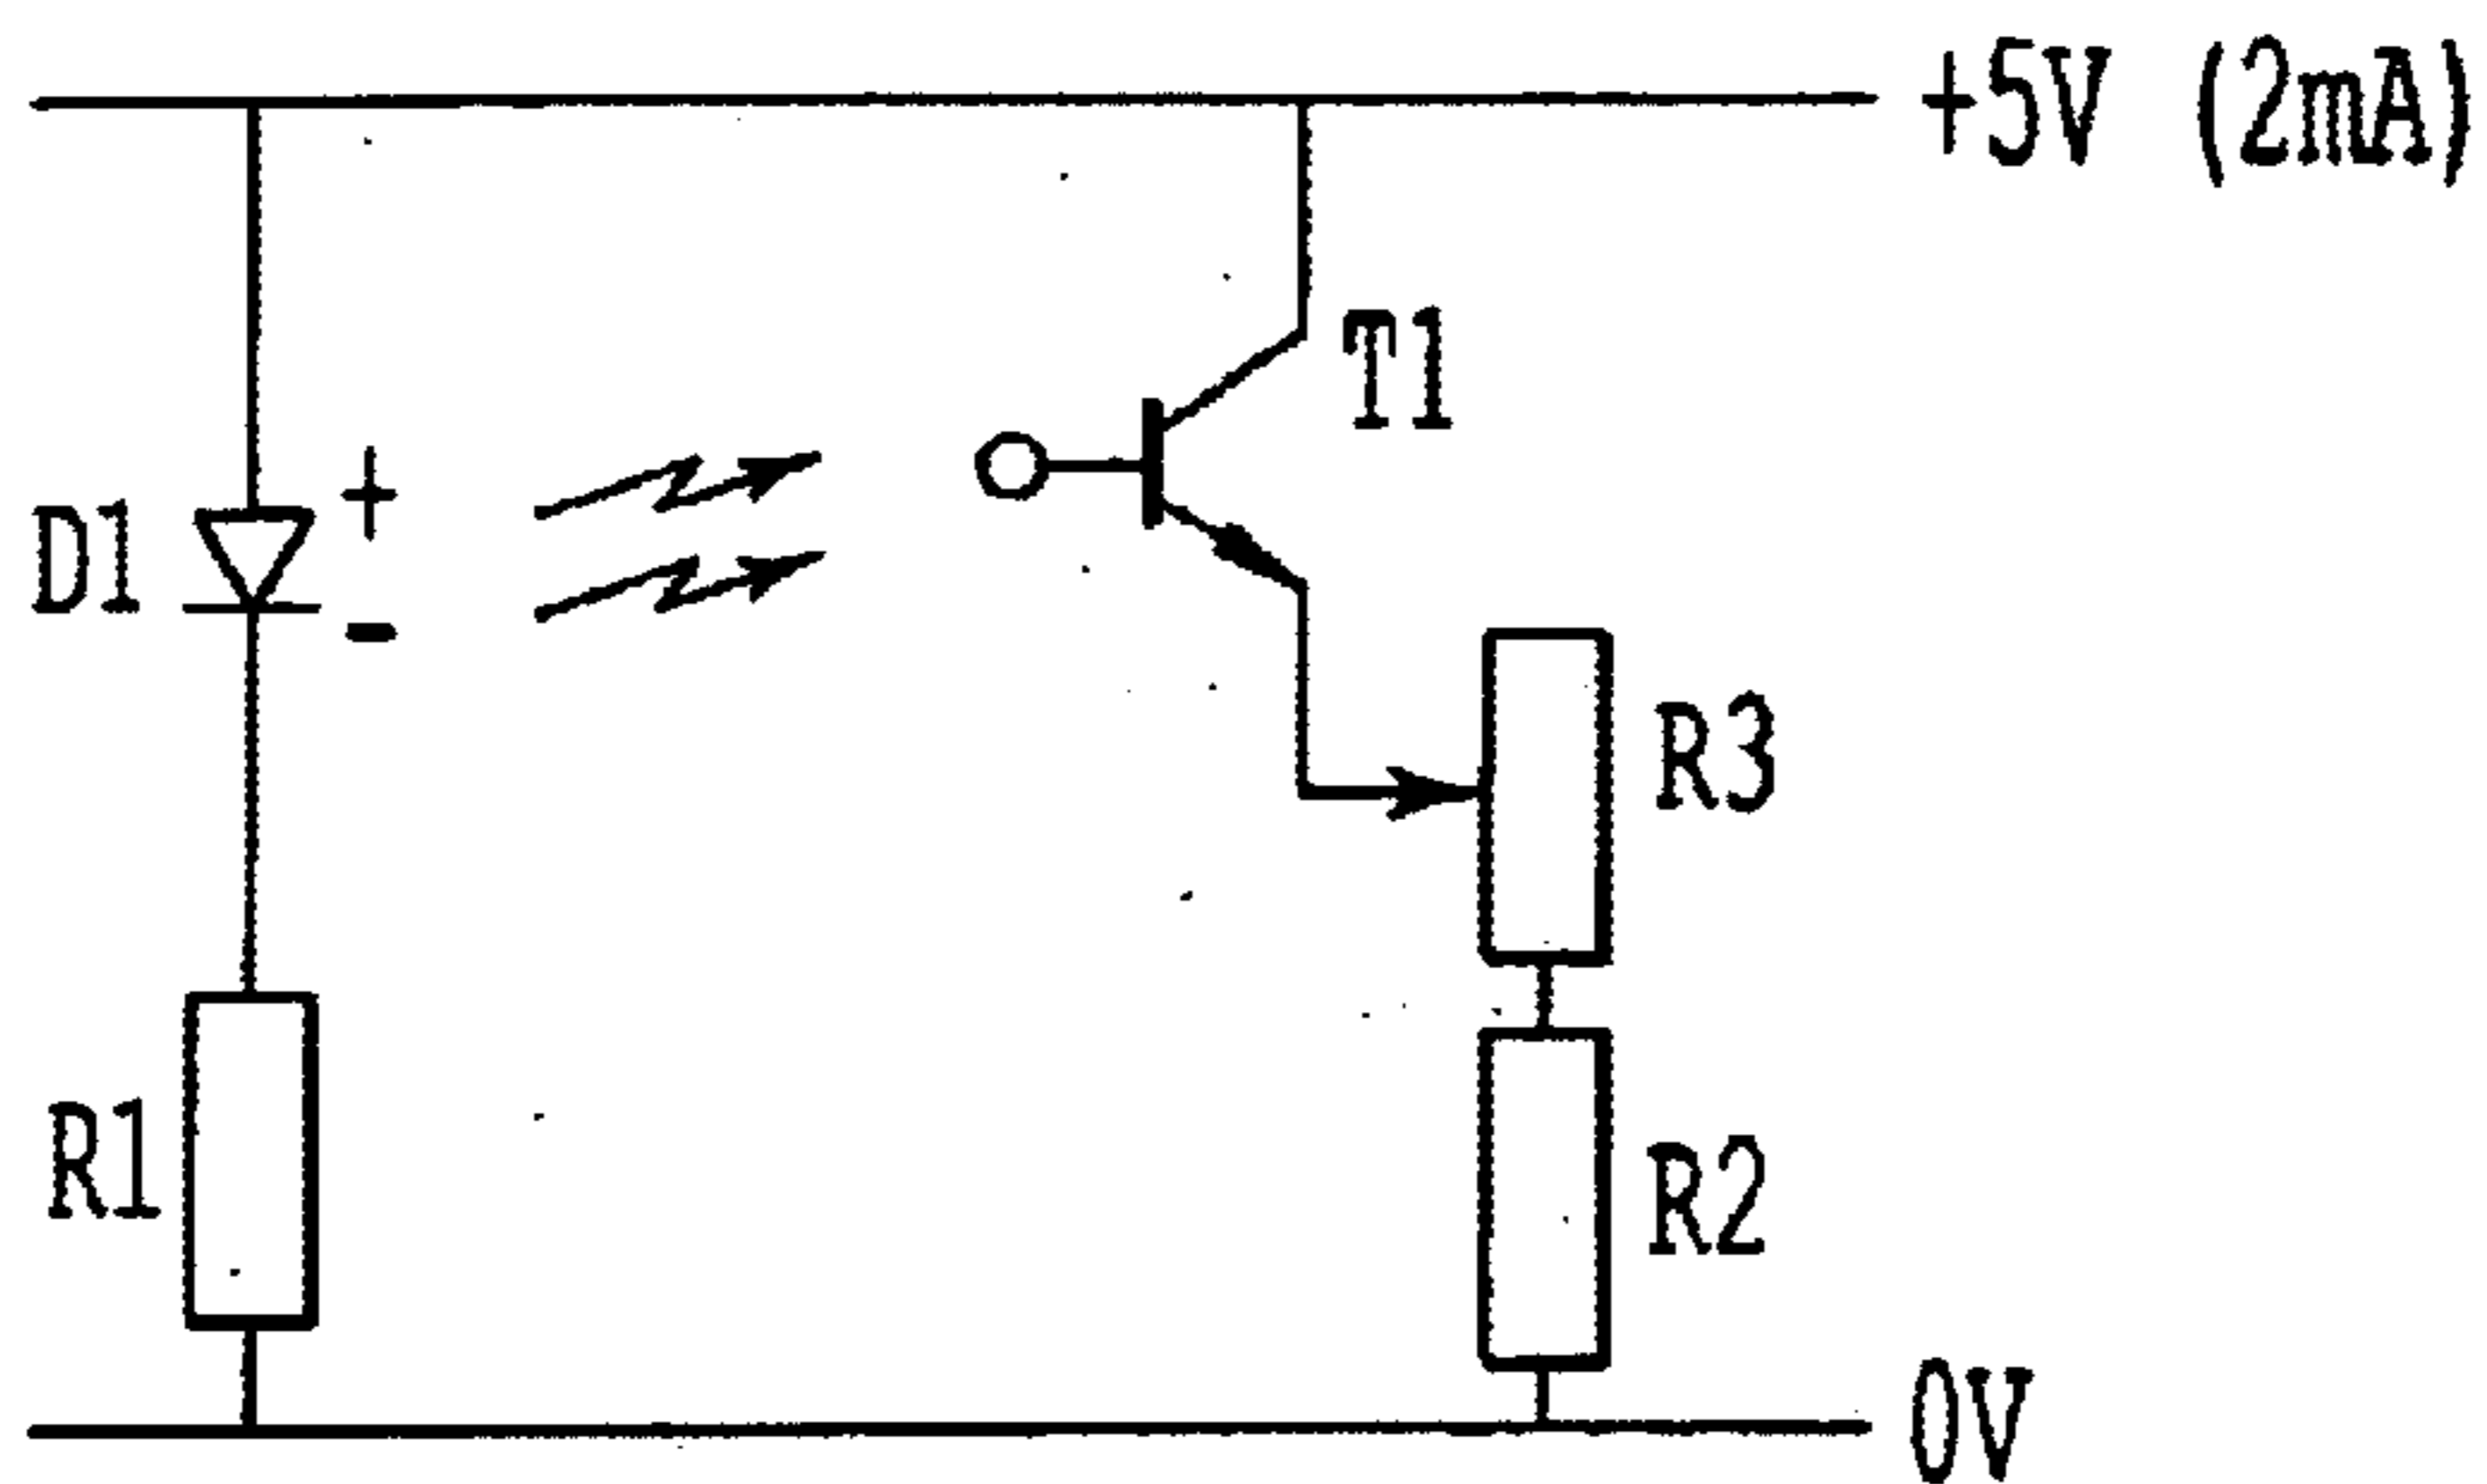 +5V (2mA)
T1
D1
+
-
R3
R1
R2
0V